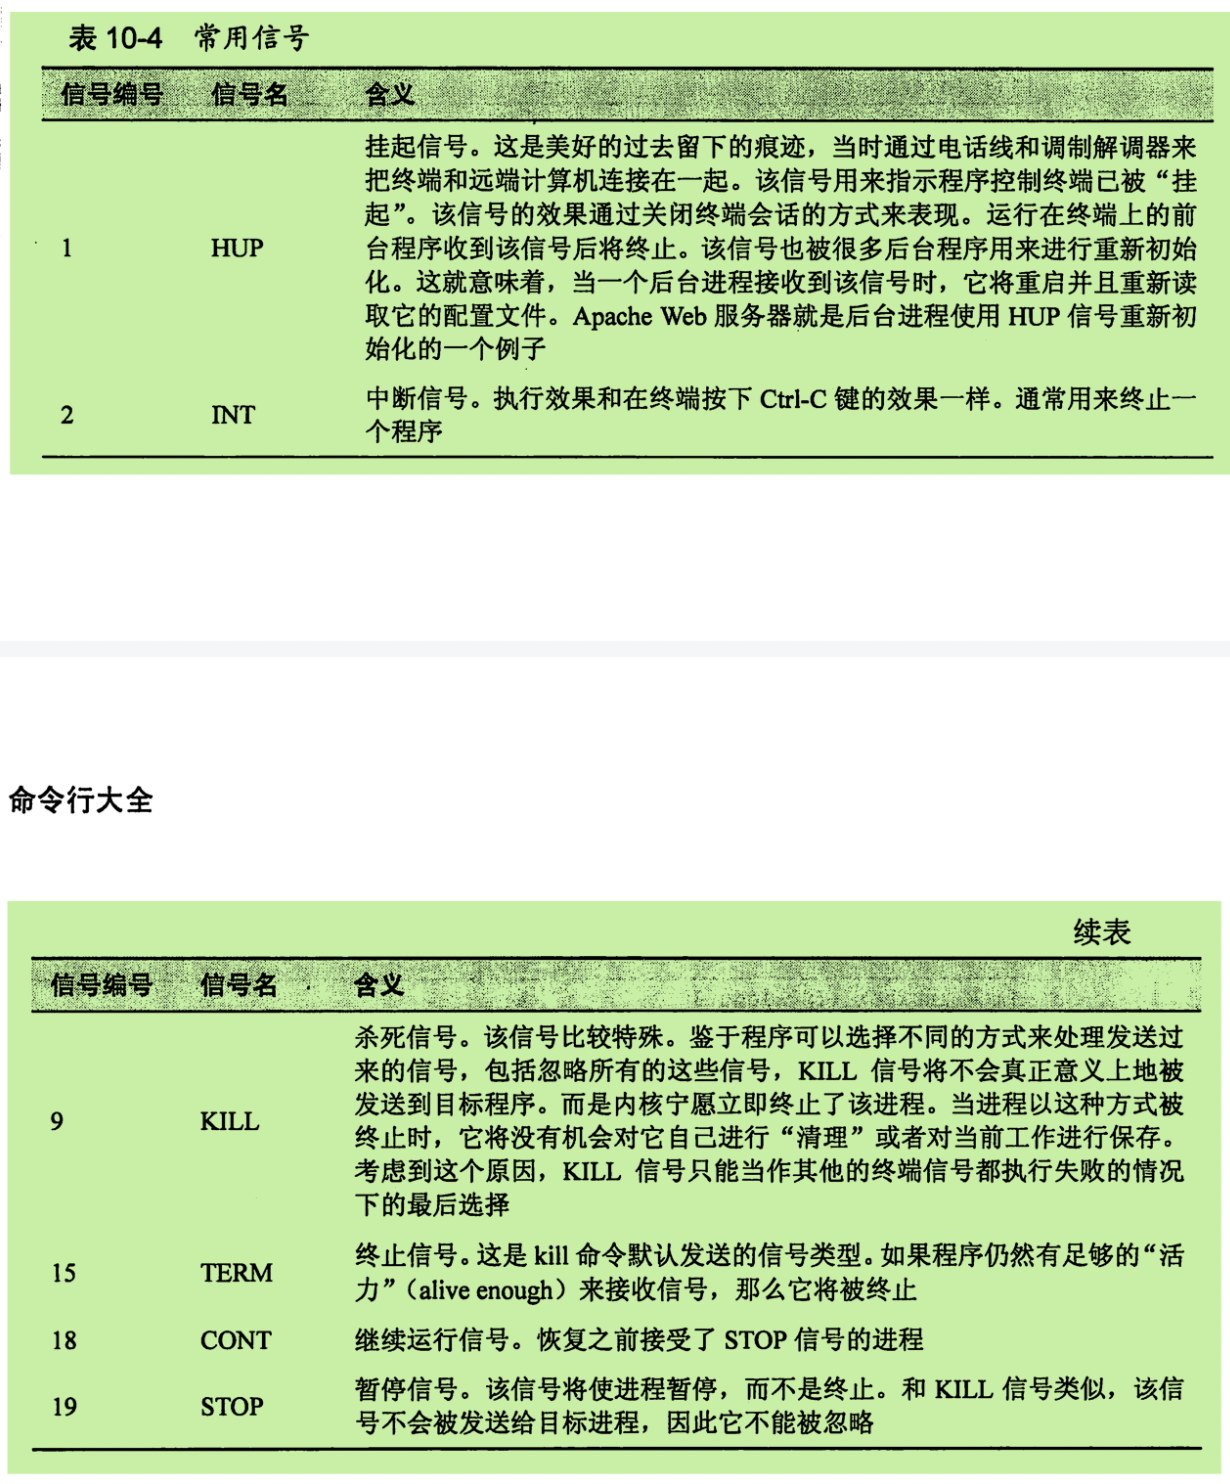 表 10-4 常用信号
信号编号 信号名 含义
挂起信号。这是美好的过去留下的痕迹，当时通过电话线和调制解调器来
把终端和远端计算机连接在一起。该信号用来指示程序控制终端已被“挂
起”。该信号的效果通过关闭终端会话的方式来表现。运行在终端上的前
1 HUP 台程序收到该信号后将终止。该信号也被很多后台程序用来进行重新初始
化。这就意味着，当一个后台进程接收到该信号时，它将重启并且重新读
取它的配置文件。Apache Web 服务器就是后台进程使用 HUP 信号重新初
始化的一个例子
2 INT 中断信号。执行效果和在终端按下 Ctrl-C 键的效果一样。通常用来终止一
个程序
命令行大全
续表
信号编号 信号名 含义
杀死信号。该信号比较特殊。鉴于程序可以选择不同的方式来处理发送过
来的信号，包括忽略所有的这些信号，KILL 信号将不会真正意义上地被
发送到目标程序。而是内核宁愿立即终止了该进程。当进程以这种方式被
9 KILL 终止时，它将没有机会对它自己进行“清理”或者对当前工作进行保存。
考虑到这个原因，KILL 信号只能当作其他的终端信号都执行失败的情况
下的最后选择
15 TERM 终止信号。这是 kill 命令默认发送的信号类型。如果程序仍然有足够的“活
力”（alive enough）来接收信号，那么它将被终止
18 CONT 继续运行信号。恢复之前接受了 STOP 信号的进程
19 STOP 暂停信号。该信号将使进程暂停，而不是终止。和 KILL 信号类似，该信
号不会被发送给目标进程，因此它不能被忽略